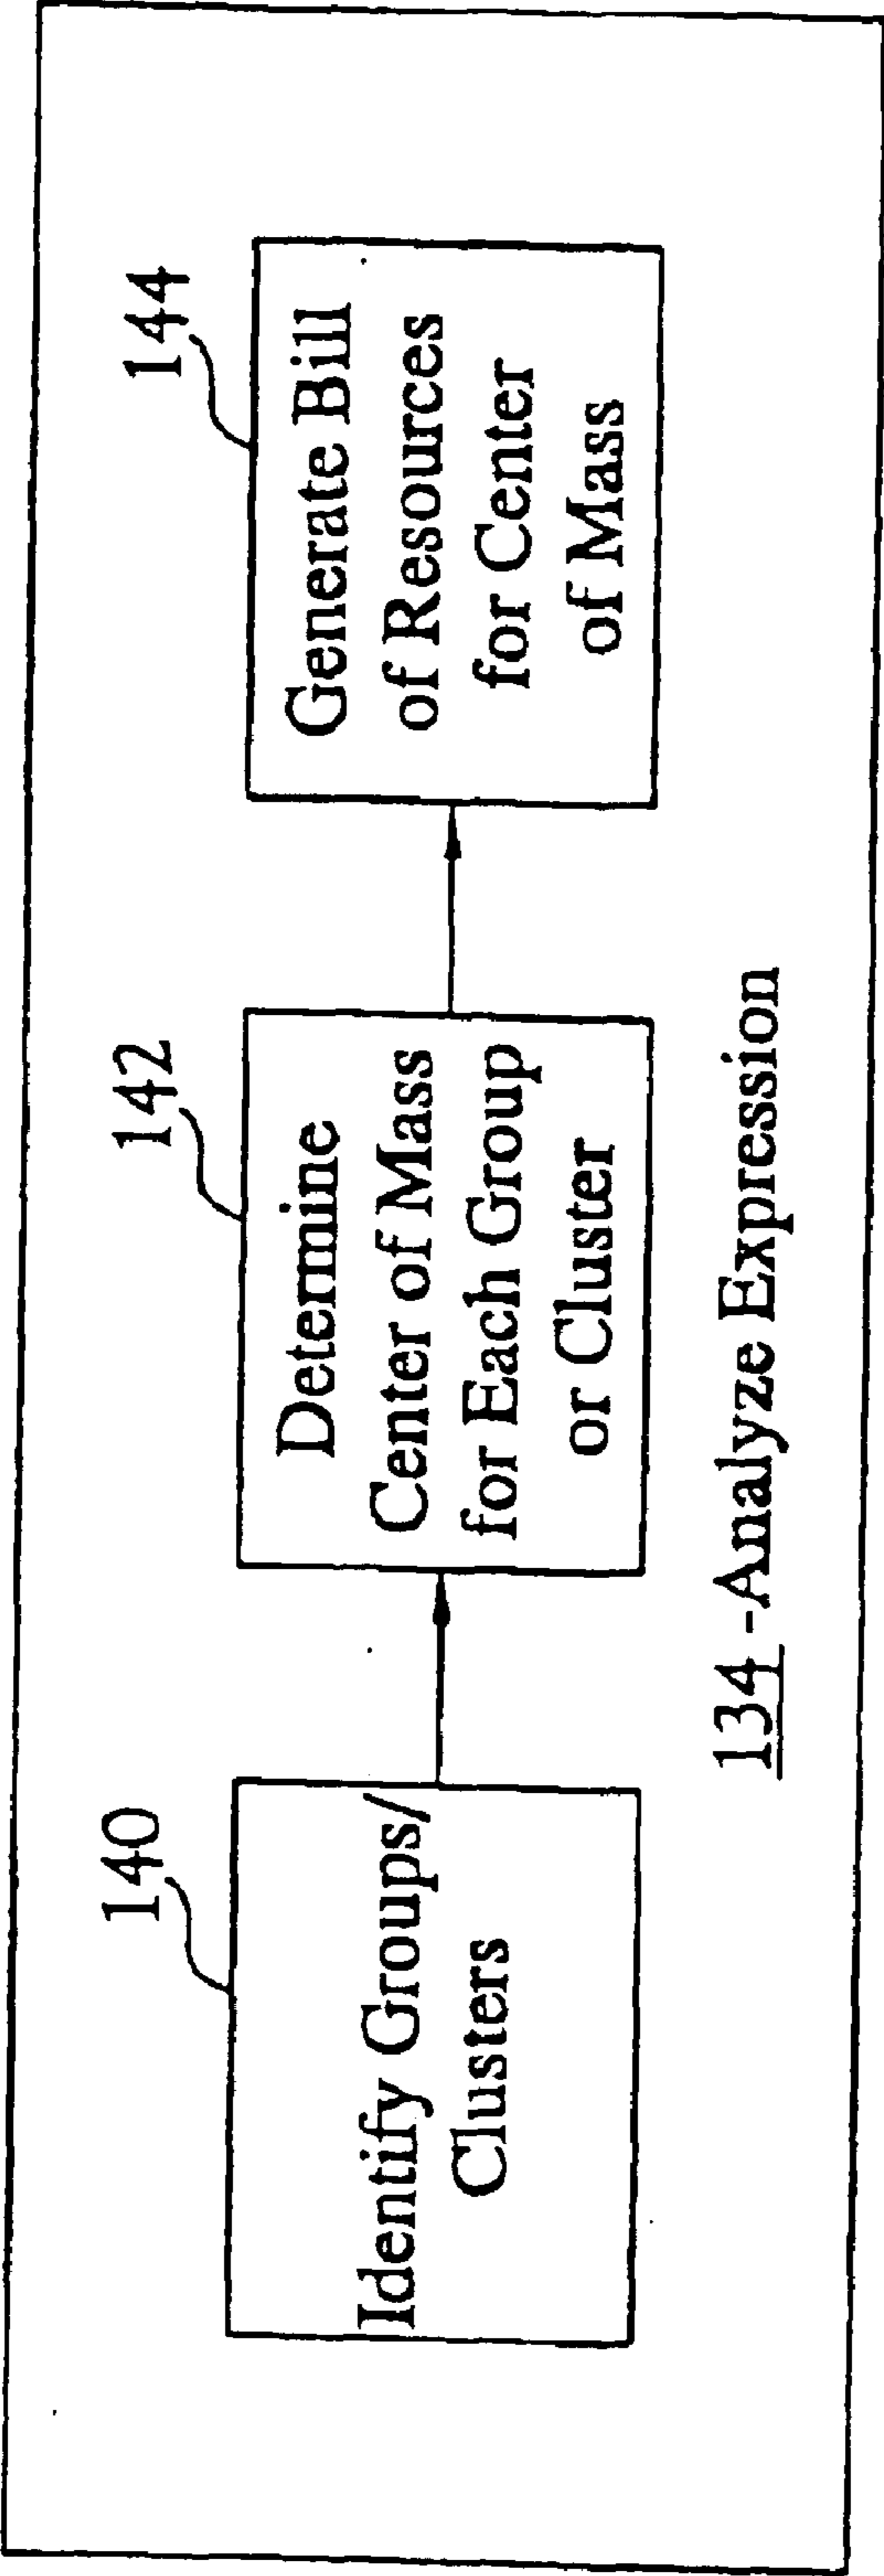 140
Identify Groups/
Clusters
142
Determine
Center of Mass
for Each Group
or Cluster
144
Generate Bill
of Resources
for Center
of Mass
134 -Analyze Expression